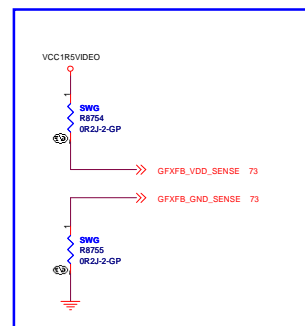 VCC1R5VIDEO
1
SWG
R8754
0R2J-2-GP
GFXFB_VDD_SENSE 73
GFXFB_GND_SENSE 73
1
SWG
R8755
0R2J-2-GP